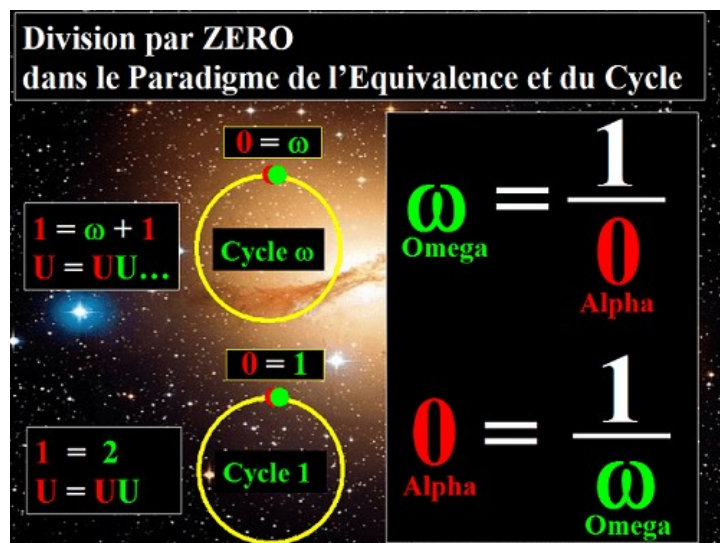 Division par ZERO
dans le Paradigme de l'Equivalence et du Cycle
0 = ω
1 = ω + 1
U = UU...
Cycle ω
0 = 1
1 = 2
U = UU
Cycle 1
ω = 1/0
Omega
Alpha
0 = 1/ω
Alpha
Omega